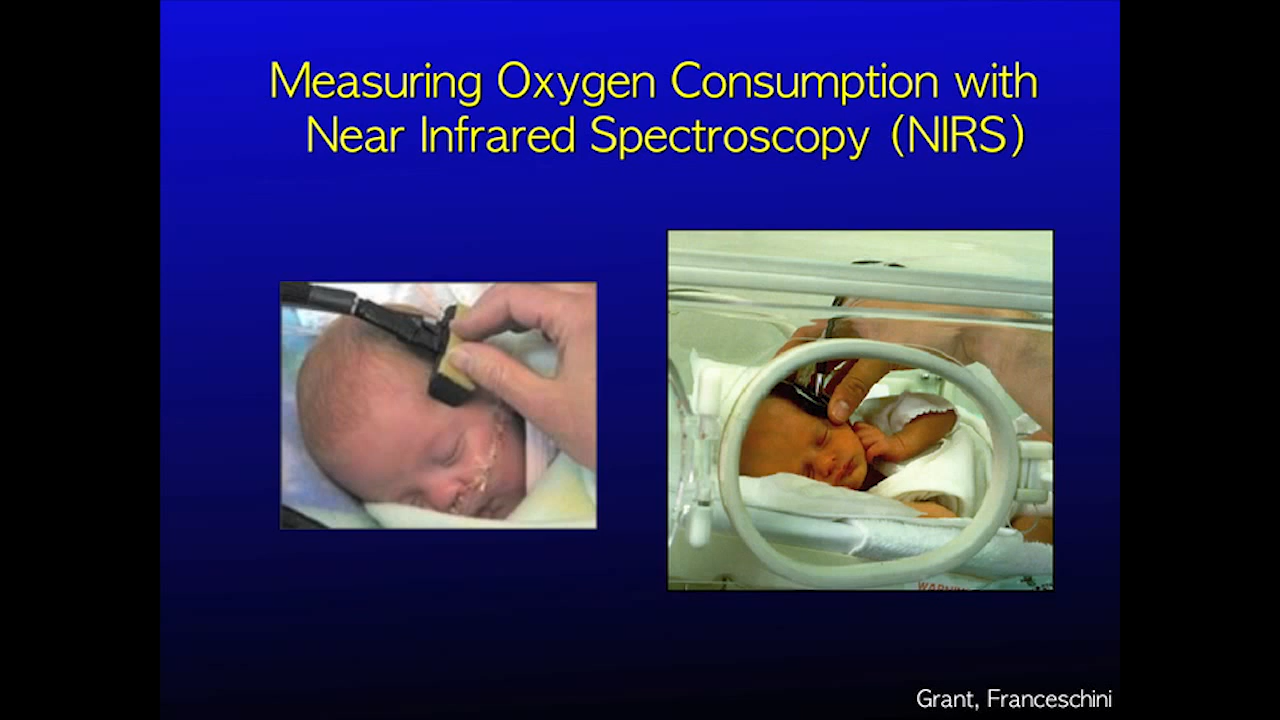 Measuring Oxygen Consumption with
Near Infrared Spectroscopy (NIRS)
Grant, Franceschini